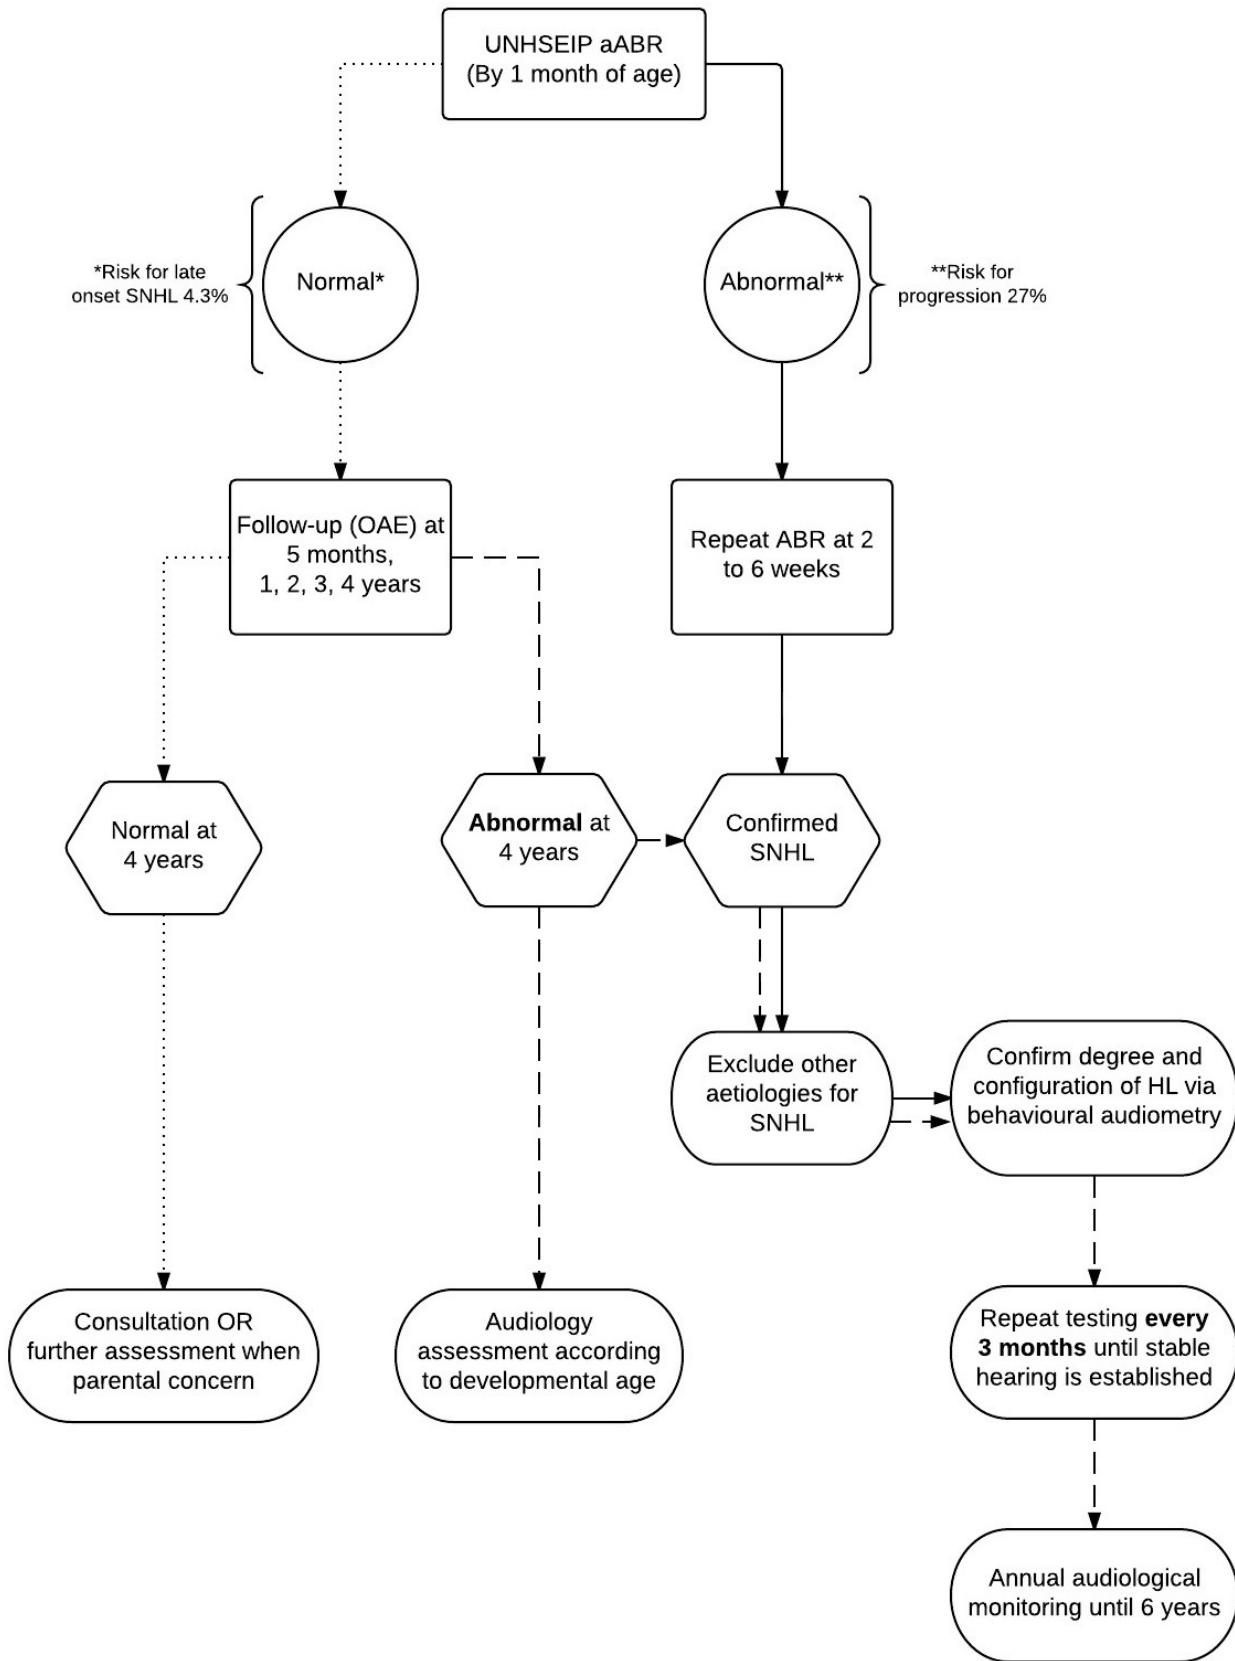 UNHSEIP aABR
(By 1 month of age)
*Risk for late
onset SNHL 4.3%
Normal*
Abnormal**
**Risk for
progression 27%
Follow-up (OAE) at
5 months,
1, 2, 3, 4 years
Repeat ABR at 2
to 6 weeks
Normal at
4 years
Abnormal at
4 years
Confirmed
SNHL
Exclude other
aetiologies for
SNHL
Confirm degree and
configuration of HL via
behavioural audiometry
Consultation OR
further assessment when
parental concern
Audiology
assessment according
to developmental age
Repeat testing every
3 months until stable
hearing is established
Annual audiological
monitoring until 6 years